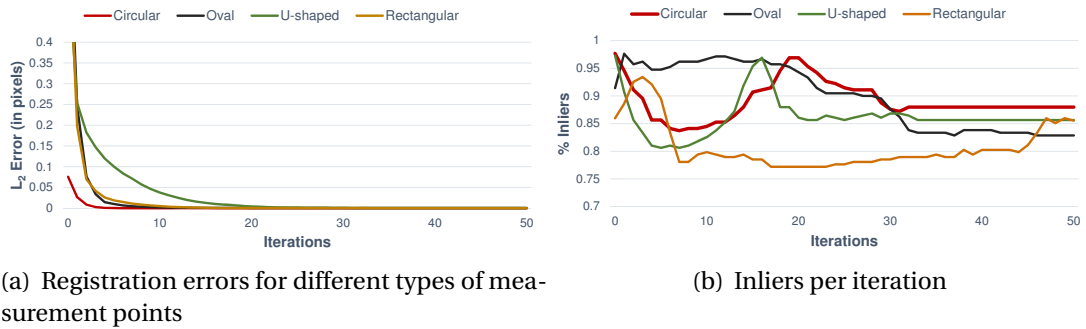 Circular Oval U-shaped Rectangular
0.4
0.35
0.3
0.25
0.2
0.15
0.1
0.05
0
L2 Error (in pixels)
0 10 20 30 40 50
Iterations
(a) Registration errors for different types of mea-
surement points
Circular Oval U-shaped Rectangular
1
0.95
0.9
0.85
0.8
0.75
0.7
% Inliers
0 10 20 30 40 50
Iterations
(b) Inliers per iteration